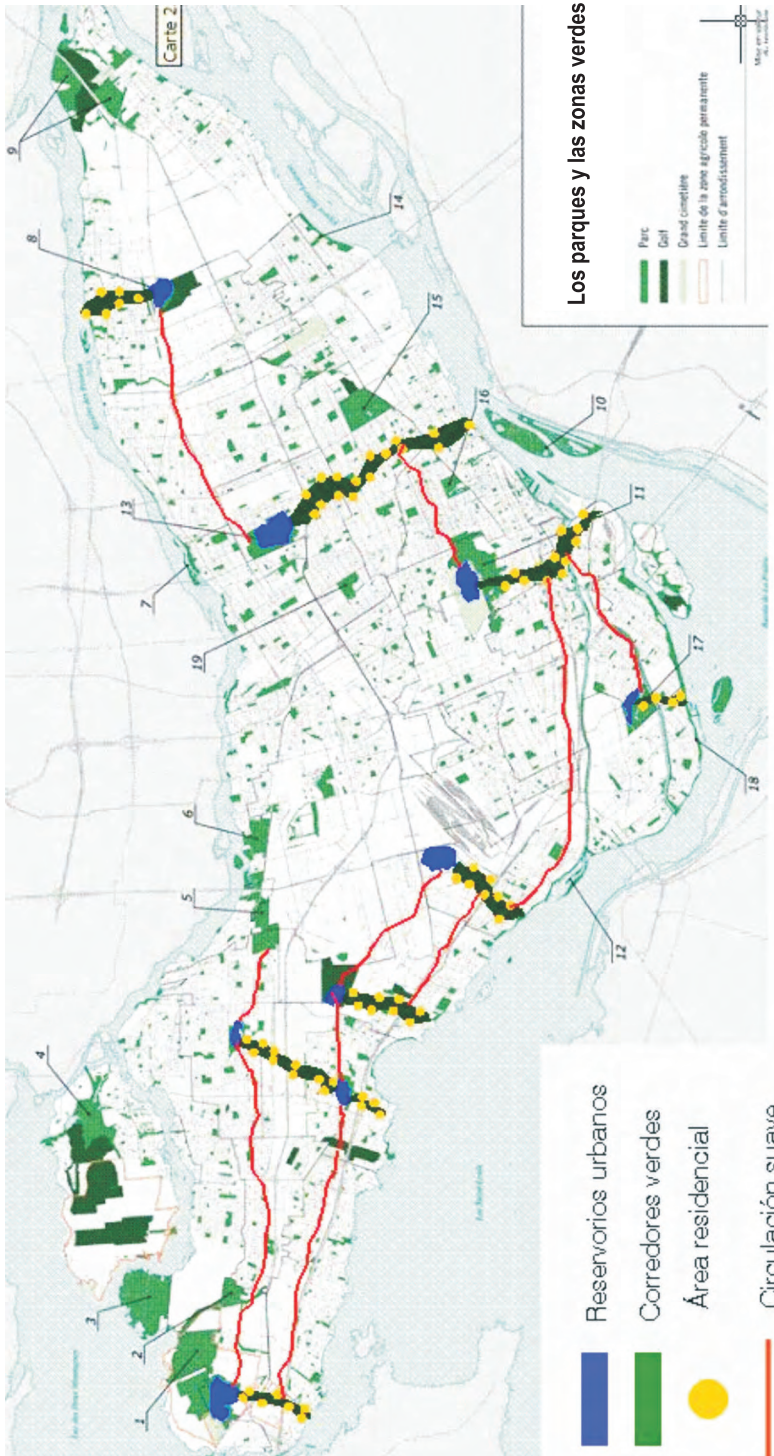 Carte 2
9
8
14
15
16
10
13
7
11
19
17
18
6
5
12
4
3
2
1
Los parques y las zonas verdes
Parc
Golf
Grand cimetière
Limite de la zone agricole permanente
Limite d'arrondissement
Reservorios urbanos
Corredores verdes
Área residencial
Circulación suave